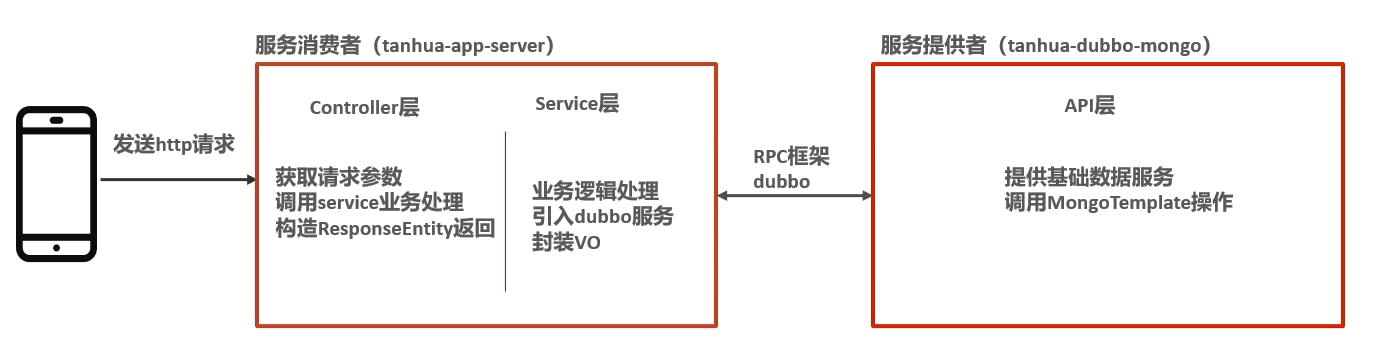 服务消费者（tanhua-app-server）
服务提供者（tanhua-dubbo-mongo）
发送http请求
Controller层
获取请求参数
调用service业务处理
构造ResponseEntity返回
Service层
业务逻辑处理
引入dubbo服务
封装VO
RPC框架
dubbo
API层
提供基础数据服务
调用MongoTemplate操作